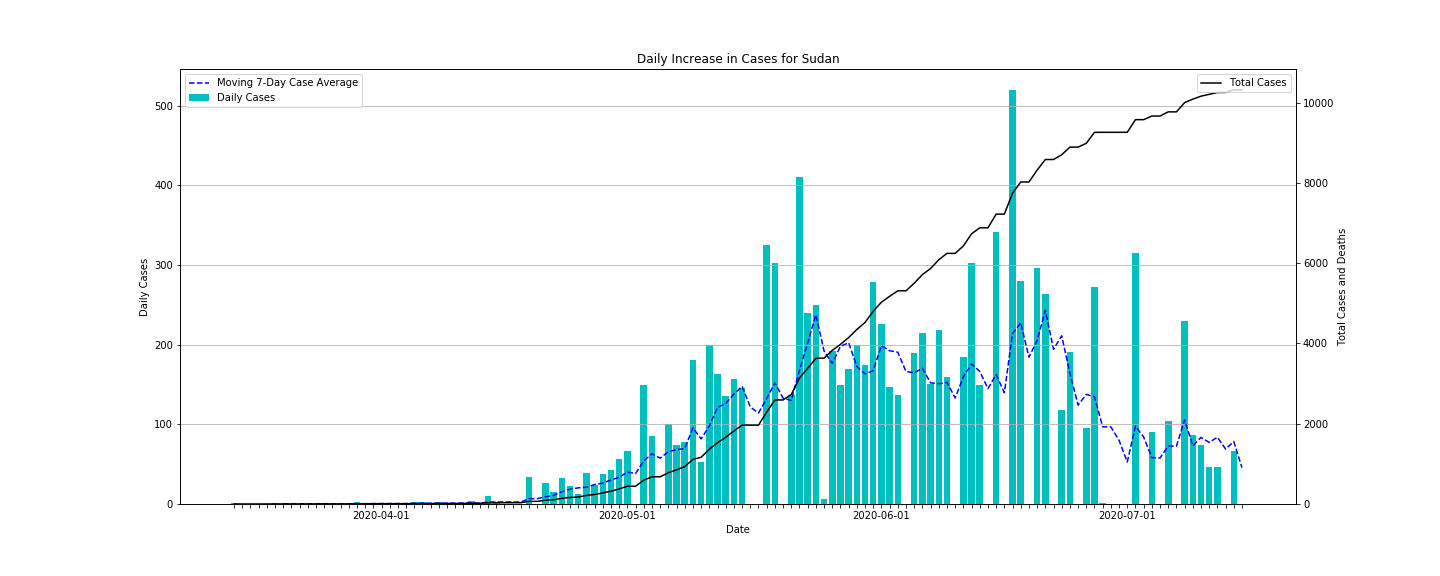 Daily Increase in Cases for Sudan
Moving 7-Day Case Average
Daily Cases
Total Cases
500
400
300
200
100
0
10000
8000
6000
4000
2000
0
Daily Cases
Total Cases and Deaths
2020-04-01
2020-05-01
2020-06-01
2020-07-01
Date